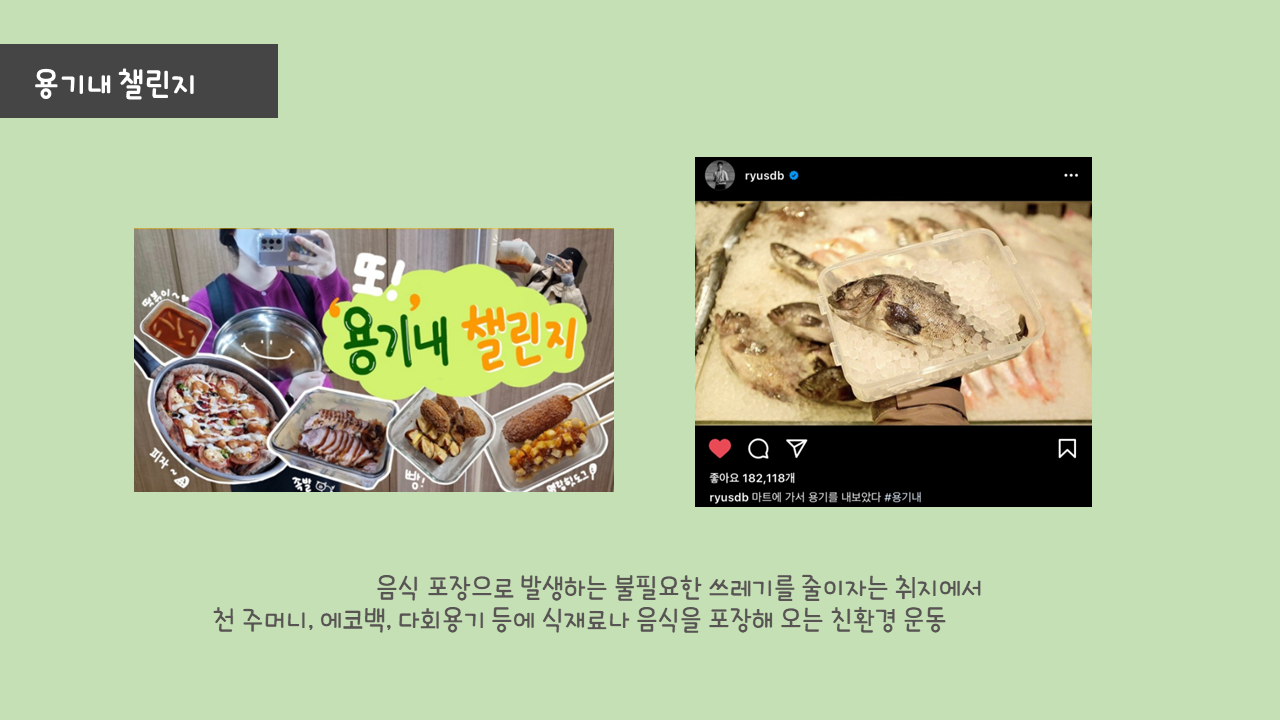 용기내 챌린지
또!
'용기내' 챌린지
떡볶이~
피자~
족발
빵!
ryusdb
좋아요 182,118개
ryusdb 마트에 가서 용기를 내보았다 #용기내
음식 포장으로 발생하는 불필요한 쓰레기를 줄이자는 취지에서
천 주머니, 에코백, 다회용기 등에 식재료나 음식을 포장해 오는 친환경 운동